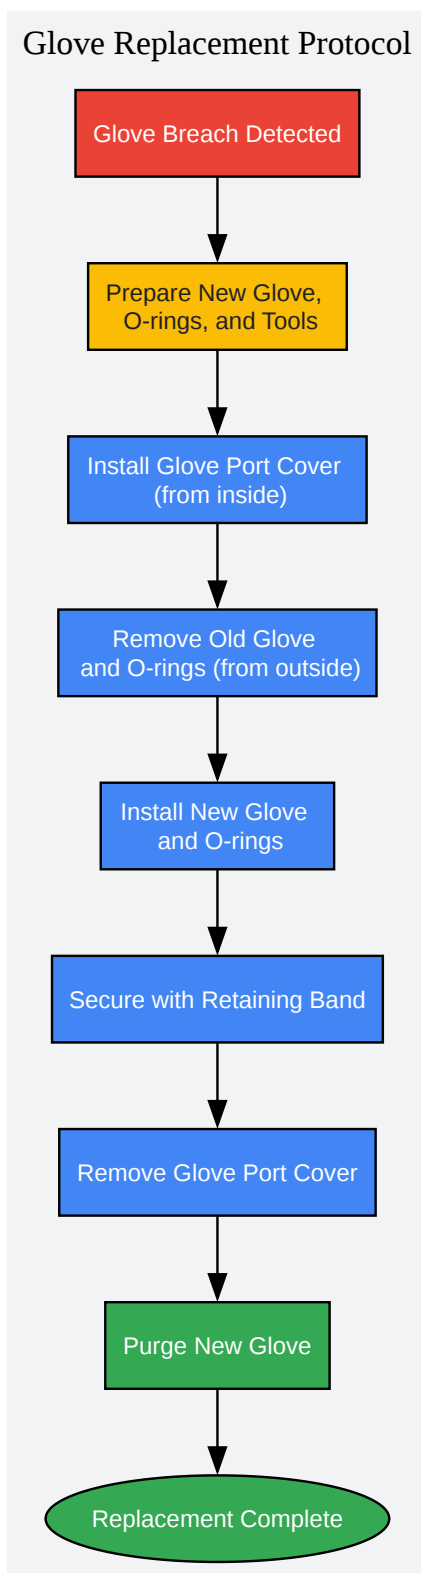 Glove Replacement Protocol
Glove Breach Detected
Prepare New Glove,
O-rings, and Tools
Install Glove Port Cover
(from inside)
Remove Old Glove
and O-rings (from outside)
Install New Glove
and O-rings
Secure with Retaining Band
Remove Glove Port Cover
Purge New Glove
Replacement Complete